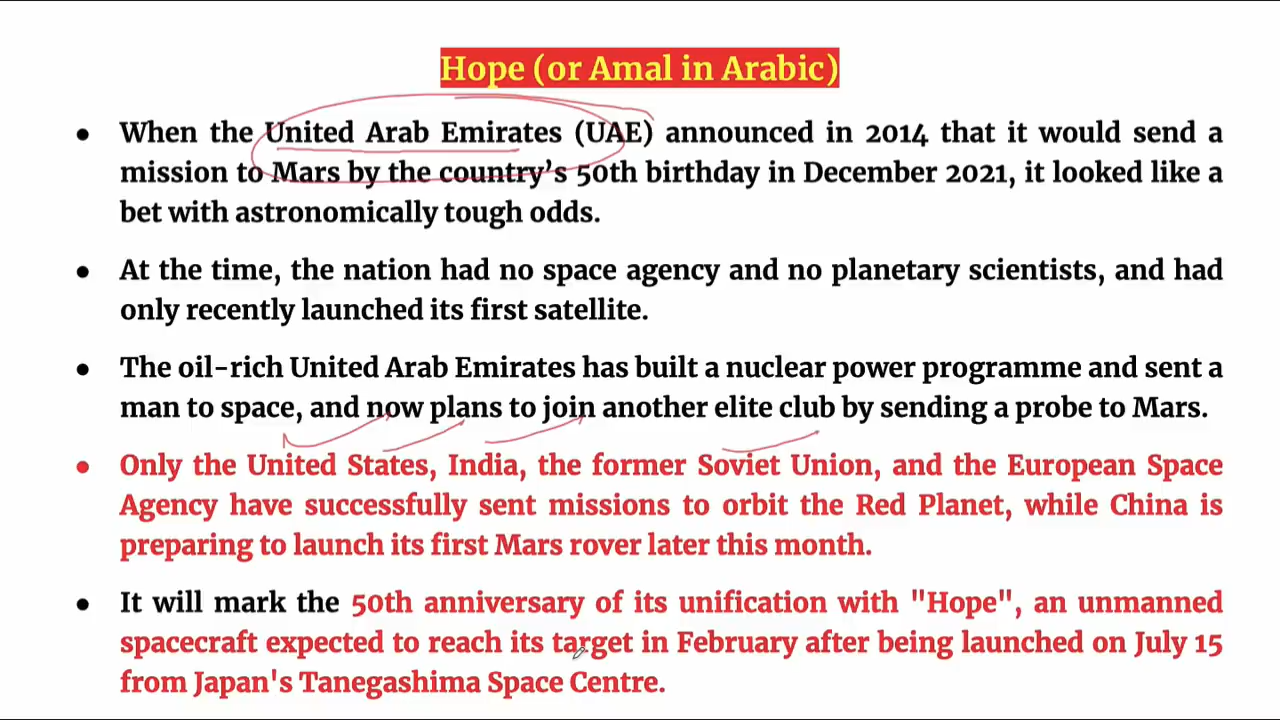 Hope (or Amal in Arabic)
● When the United Arab Emirates (UAE) announced in 2014 that it would send a
mission to Mars by the country's 50th birthday in December 2021, it looked like a
bet with astronomically tough odds.
● At the time, the nation had no space agency and no planetary scientists, and had
only recently launched its first satellite.
● The oil-rich United Arab Emirates has built a nuclear power programme and sent a
man to space, and now plans to join another elite club by sending a probe to Mars.
● Only the United States, India, the former Soviet Union, and the European Space
Agency have successfully sent missions to orbit the Red Planet, while China is
preparing to launch its first Mars rover later this month.
● It will mark the 50th anniversary of its unification with "Hope", an unmanned
spacecraft expected to reach its target in February after being launched on July 15
from Japan's Tanegashima Space Centre.